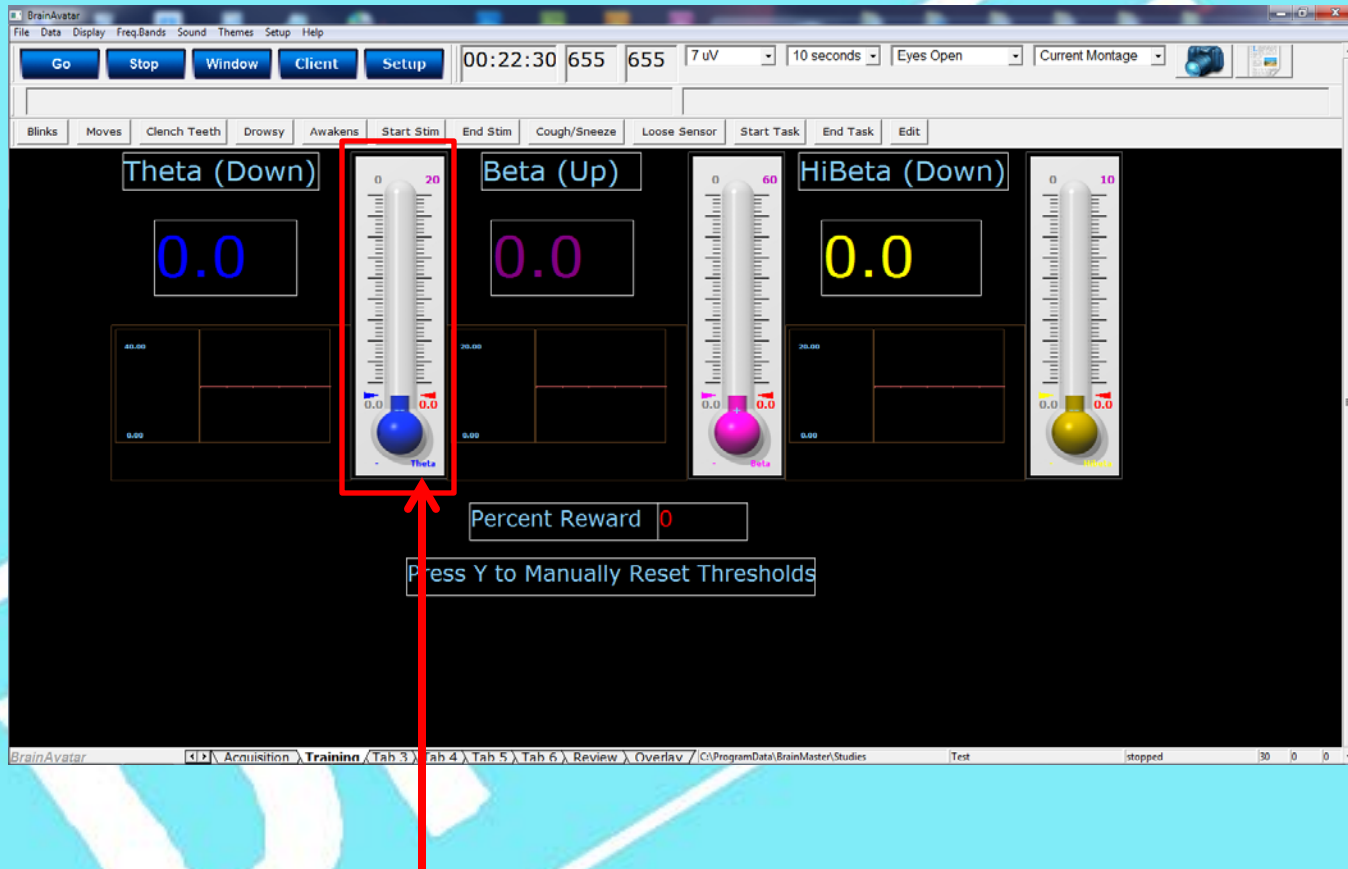 BrainAvatar
File Data Display Freq.Bands Sound Themes Setup Help
Go Stop Window Client Setup 00:22:30 655 655 7 uV 10 seconds Eyes Open Current Montage
Blinks Moves Clench Teeth Drowsy Awakens Start Stim End Stim Cough/Sneeze Loose Sensor Start Task End Task Edit
Theta (Down) 0 20 Beta (Up) 0 60 HiBeta (Down) 0 10
0.0 0.0 0.0
40.00 20.00 20.00
0.0 0.0 0.0 0.0 0.0 0.0
0.00 0.00 0.00
- Theta - Beta
Percent Reward 0
Press Y to Manually Reset Thresholds
BrainAvatar Acquisition Training Tab 3 Tab 4 Tab 5 Tab 6 Review Overlay C:\ProgramData\BrainMaster\Studies Test stopped 30 0 0